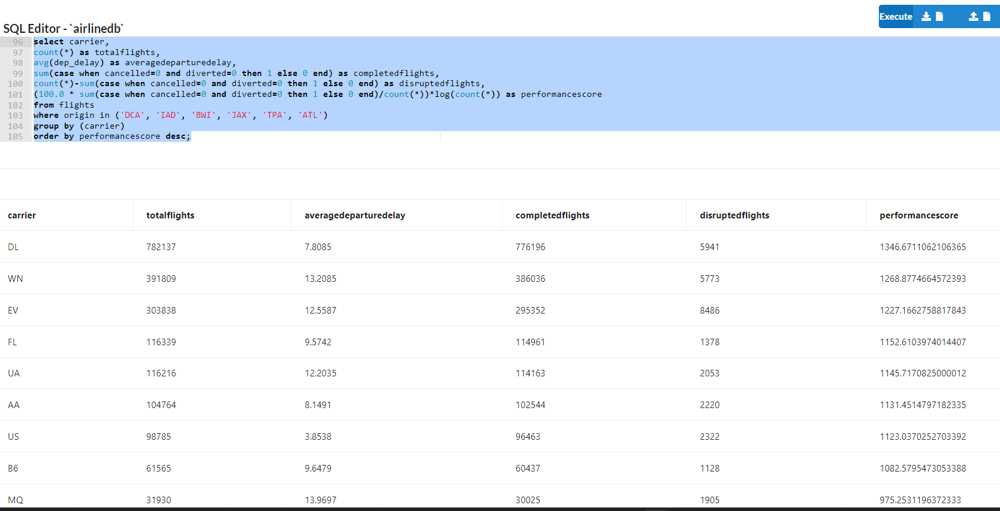 Execute
SQL Editor - `airlinedb`
96 select carrier,
97 count(*) as totalflights,
98 avg(dep_delay) as averagedeparturedelay,
99 sum(case when cancelled=0 and diverted=0 then 1 else 0 end) as completedflights,
100 count(*)-sum(case when cancelled=0 and diverted=0 then 1 else 0 end) as disruptedflights,
101 (100.0 * sum(case when cancelled=0 and diverted=0 then 1 else 0 end)/count(*))*log(count(*)) as performancescore
102 from flights
103 where origin in ('DCA', 'IAD', 'BWI', 'JAX', 'TPA', 'ATL')
104 group by (carrier)
105 order by performancescore desc;
carrier totalflights averagedeparturedelay completedflights disruptedflights performancescore
DL 782137 7.8085 776196 5941 1346.6711062106365
WN 391809 13.2085 386036 5773 1268.8774664572393
EV 303838 12.5587 295352 8486 1227.1662758817843
FL 116339 9.5742 114961 1378 1152.6103974014407
UA 116216 12.2035 114163 2053 1145.7170825000012
AA 104764 8.1491 102544 2220 1131.4514797182335
US 98785 3.8538 96463 2322 1123.0370252703392
B6 61565 9.6479 60437 1128 1082.5795473053388
MQ 31930 13.9697 30025 1905 975.2531196372333